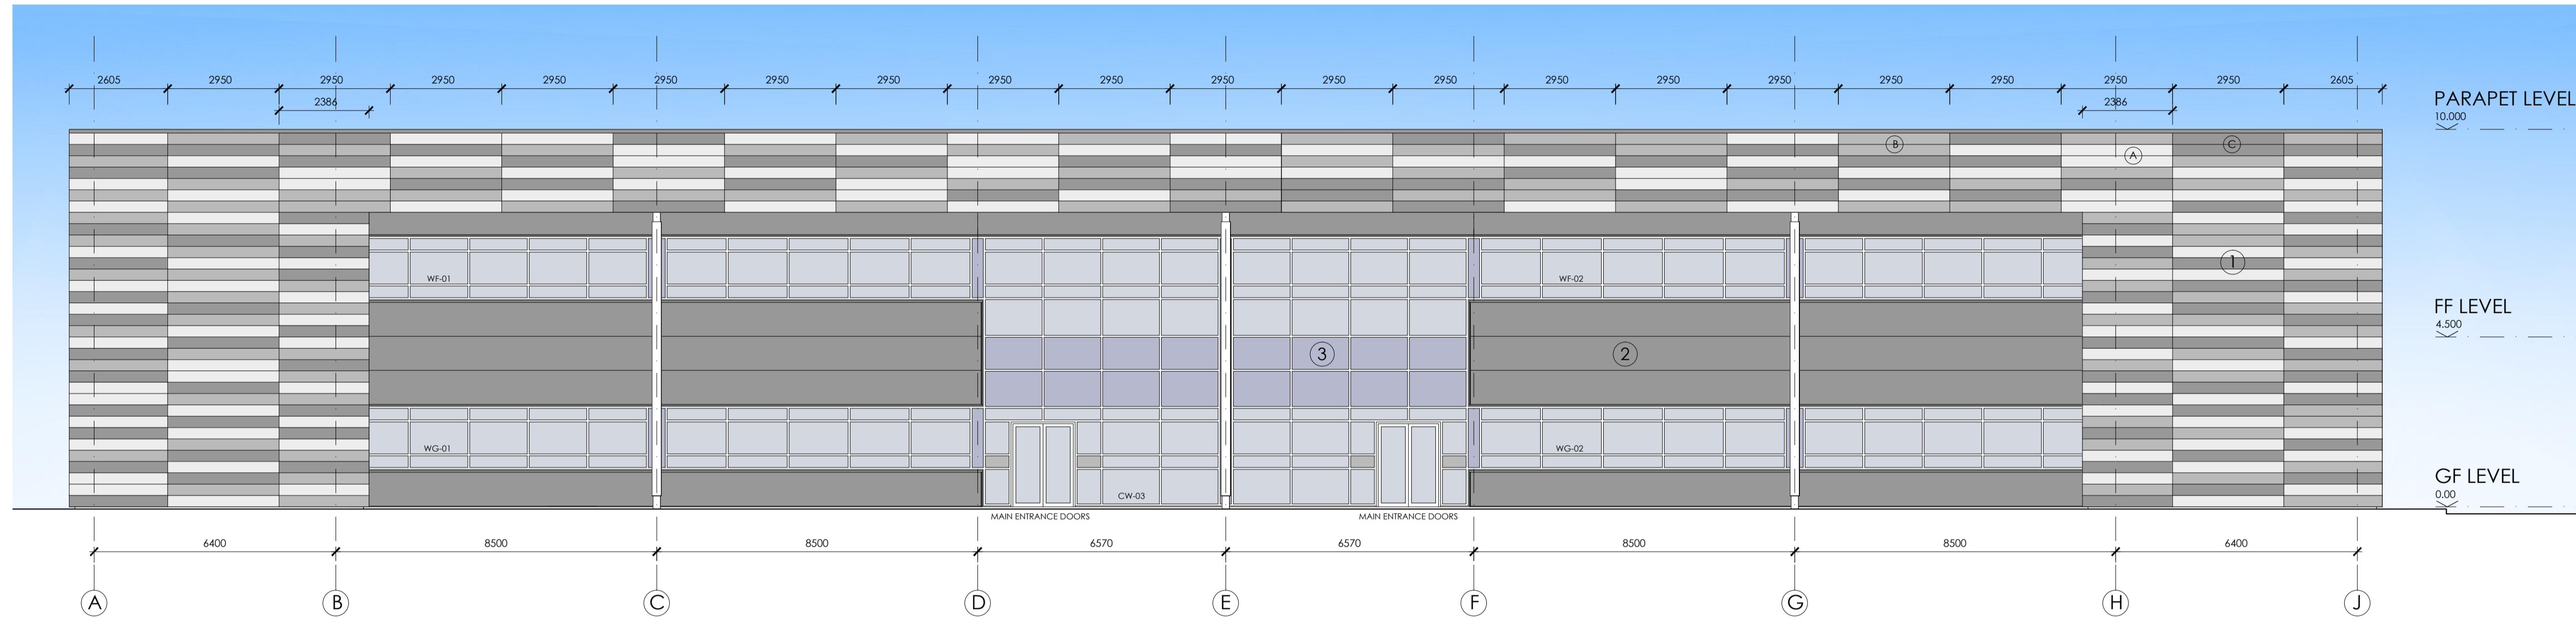 2605 2950 2950 2950 2950 2950 2950 2950 2950 2950 2950 2950 2950 2950 2950 2950 2950 2950 2950 2950 2605
2386 2386
PARAPET LEVEL
10.000
B A C
1
WF-01 WF-02
FF LEVEL
4.500
3 2
WG-01 WG-02
GF LEVEL
0.00
CW-03
MAIN ENTRANCE DOORS MAIN ENTRANCE DOORS
6400 8500 8500 6570 6570 8500 8500 6400
A B C D E F G H J